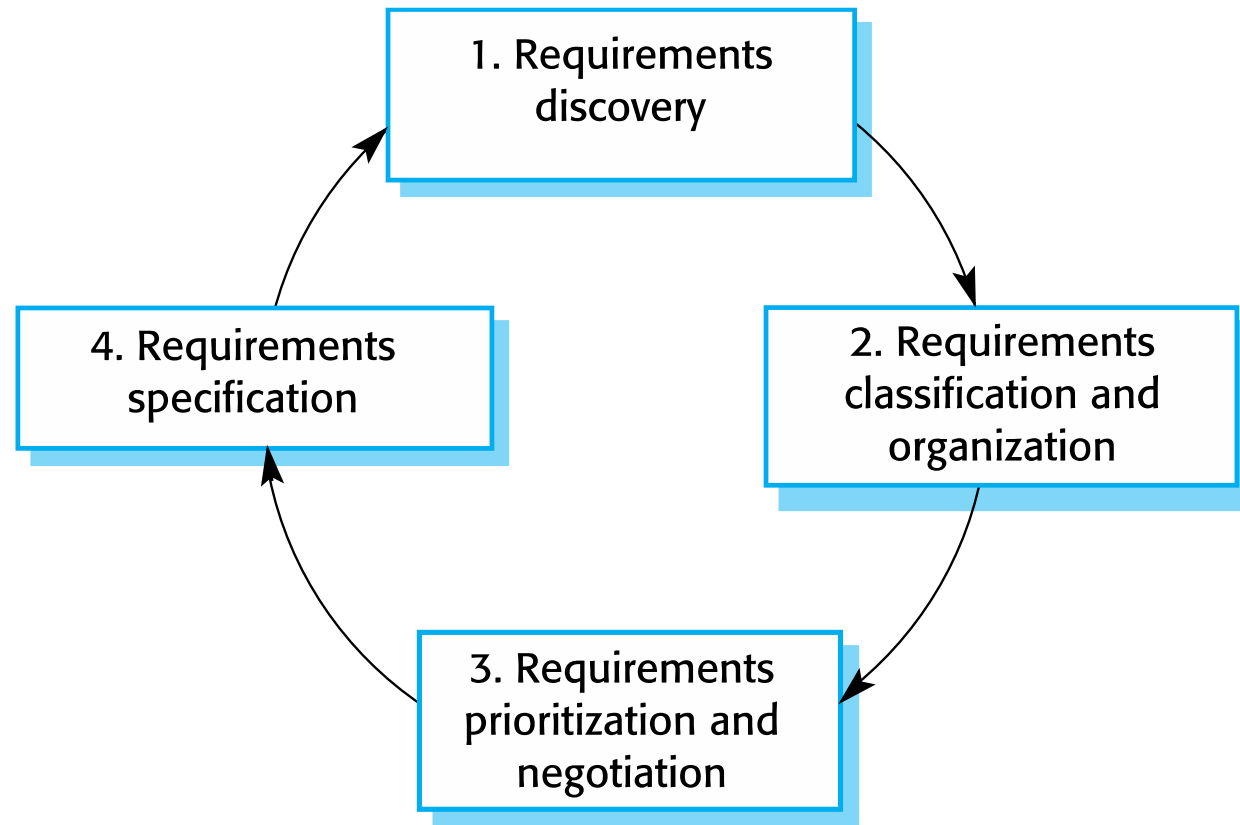 1. Requirements
discovery
2. Requirements
classification and
organization
3. Requirements
prioritization and
negotiation
4. Requirements
specification